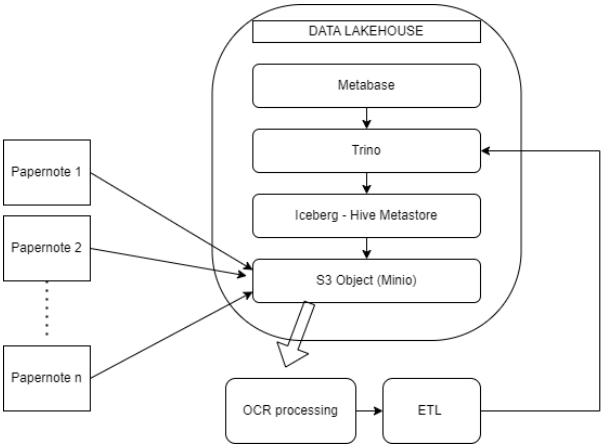 DATA LAKEHOUSE
Metabase
Trino
Iceberg - Hive Metastore
S3 Object (Minio)
Papernote 1
Papernote 2
Papernote n
OCR processing
ETL